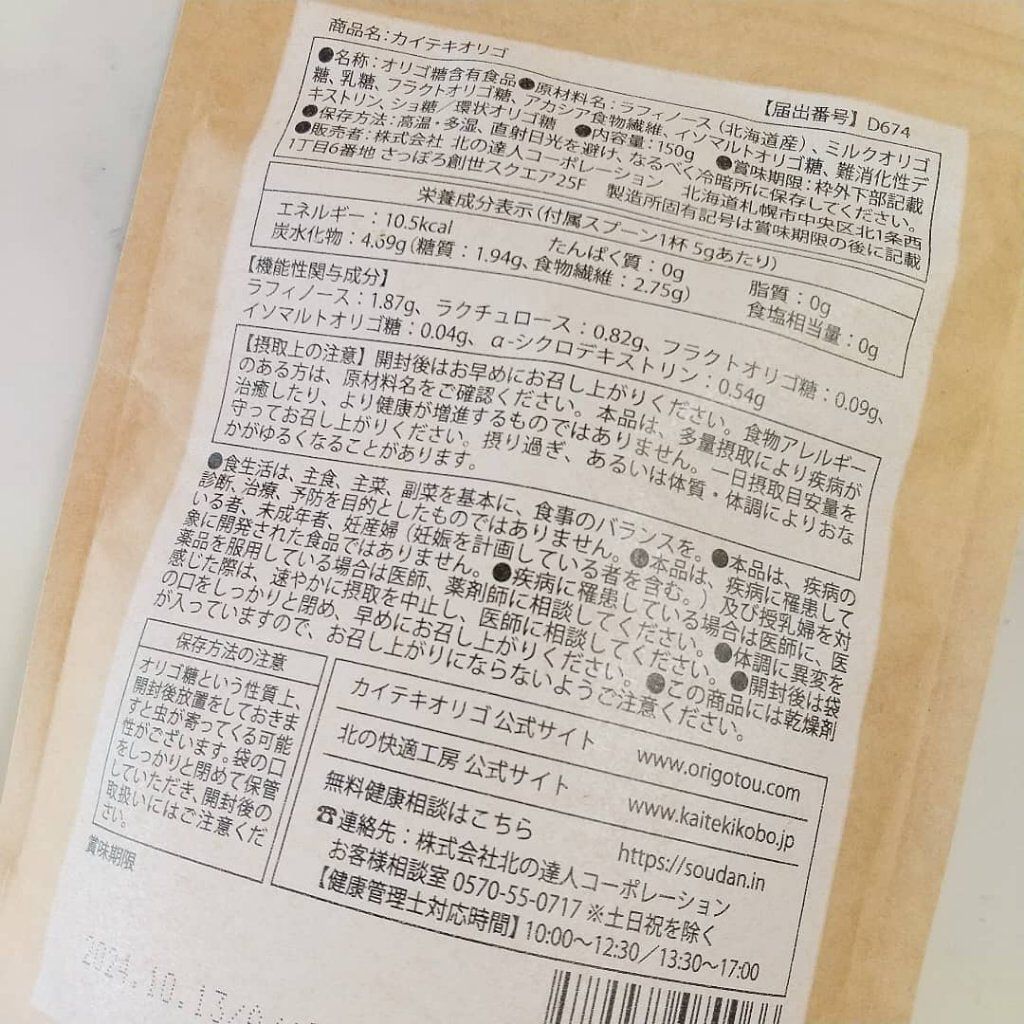 商品名：カイテキオリゴ
【届出番号】D674
●名称：オリゴ糖含有食品●原材料名：ラフィノース（北海道産）、ミルクオリゴ
糖、乳糖、フラクトオリゴ糖、アカシア食物繊維、イソマルトオリゴ糖、難消化性デ
キストリン、ショ糖／環状オリゴ糖　●内容量：150g　●賞味期限：枠外下部記載
●保存方法：高温・多湿、直射日光を避け、なるべく冷暗所に保存してください。
●販売者：株式会社 北の達人コーポレーション　北海道札幌市中央区北1条西
1丁目6番地 さっぽろ創世スクエア25F　製造所固有記号は賞味期限の後に記載
栄養成分表示（付属スプーン1杯 5gあたり）
エネルギー：10.5kcal　たんぱく質：0g　脂質：0g
炭水化物：4.69g（糖質：1.94g、食物繊維：2.75g）　食塩相当量：0g
【機能性関与成分】
ラフィノース：1.87g、ラクチュロース：0.82g、フラクトオリゴ糖：0.09g、
イソマルトオリゴ糖：0.04g、α-シクロデキストリン：0.54g
【摂取上の注意】開封後はお早めにお召し上がりください。食物アレルギー
のある方は、原材料名をご確認ください。本品は、多量摂取により疾病が
治癒したり、より健康が増進するものではありません。一日摂取目安量を
守ってお召し上がりください。摂り過ぎ、あるいは体質・体調によりおな
かがゆるくなることがあります。
●食生活は、主食、主菜、副菜を基本に、食事のバランスを。●本品は、疾病の
診断、治療、予防を目的としたものではありません。●本品は、疾病に罹患して
いる者、未成年者、妊産婦（妊娠を計画している者を含む。）及び授乳婦を対
象に開発された食品ではありません。●疾病に罹患している場合は医師に、医
薬品を服用している場合は医師、薬剤師に相談してください。●体調に異変を
感じた際は、速やかに摂取を中止し、医師に相談してください。●開封後は袋
の口をしっかりと閉め、早めにお召し上がりください。●この商品には乾燥剤
が入っていますので、お召し上がりにならないようご注意ください。
保存方法の注意
オリゴ糖という性質上、
開封後放置をしておきま
すと虫が寄ってくる可能
性がございます。袋の口
をしっかりと閉めて保管
していただき、開封後の
取扱いにはご注意くだ
さい。
カイテキオリゴ 公式サイト　www.origotou.com
北の快適工房 公式サイト　www.kaitekikobo.jp
無料健康相談はこちら　https://soudan.in
☎連絡先：株式会社北の達人コーポレーション
お客様相談室 0570-55-0717 ※土日祝を除く
【健康管理士対応時間】10:00～12:30／13:30～17:00
賞味期限
2024.10.13/